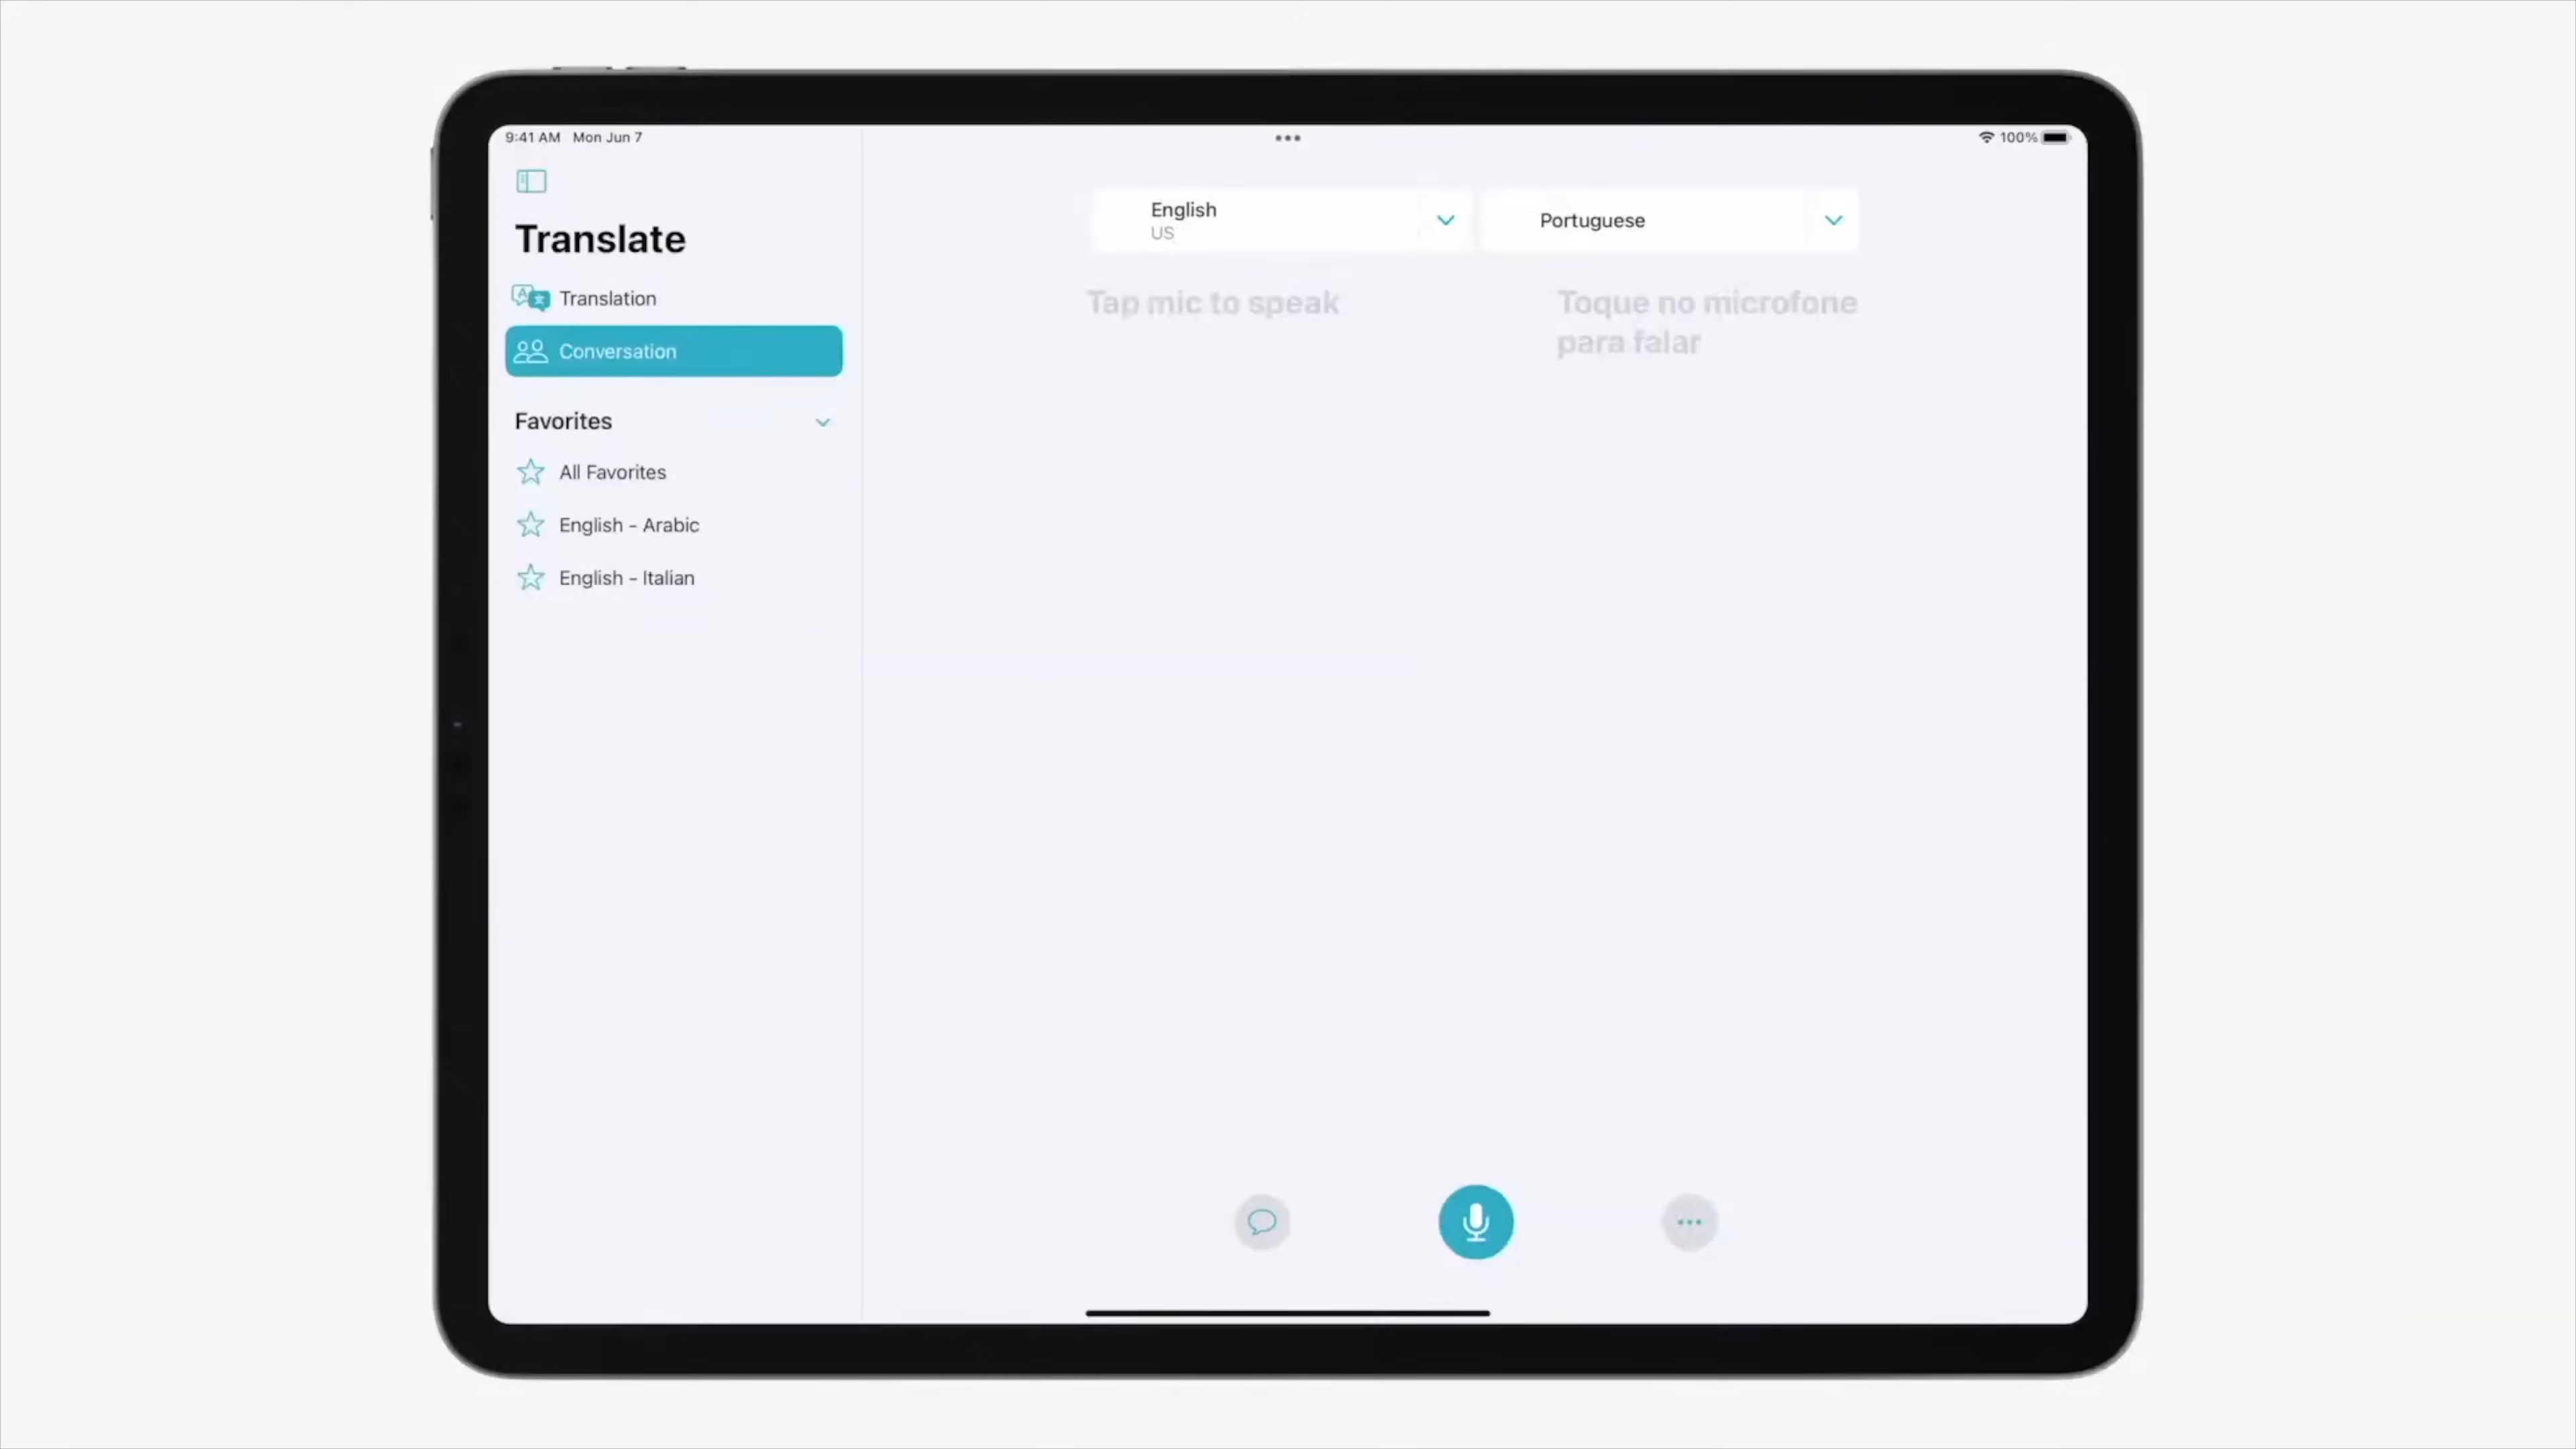 9:41 AM Mon Jun 7
100%
Translate
Translation
Conversation
Favorites
All Favorites
English - Arabic
English - Italian
English
US
Portuguese
Tap mic to speak
Toque no microfone
para falar